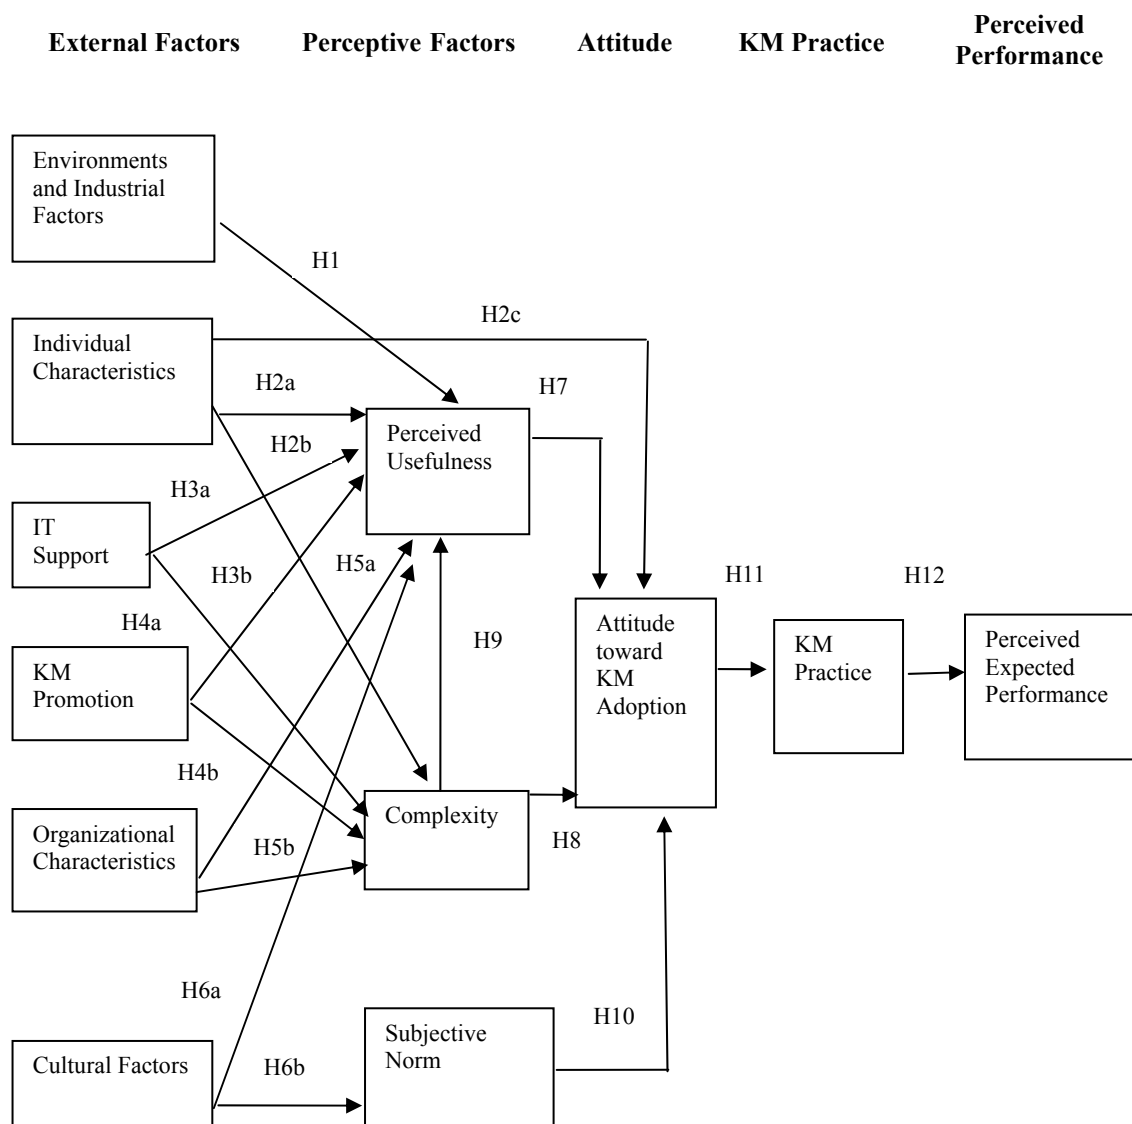 External Factors
Perceptive Factors
Attitude
KM Practice
Perceived
Performance
Environments
and Industrial
Factors
H1
H2c
Individual
Characteristics
H2a
H7
H2b
Perceived
Usefulness
H3a
IT
Support
H3b
H5a
H4a
H9
H11
H12
Attitude
toward
KM
Adoption
KM
Practice
Perceived
Expected
Performance
KM
Promotion
H4b
Complexity
H8
Organizational
Characteristics
H5b
H6a
H10
Subjective
Norm
Cultural Factors
H6b